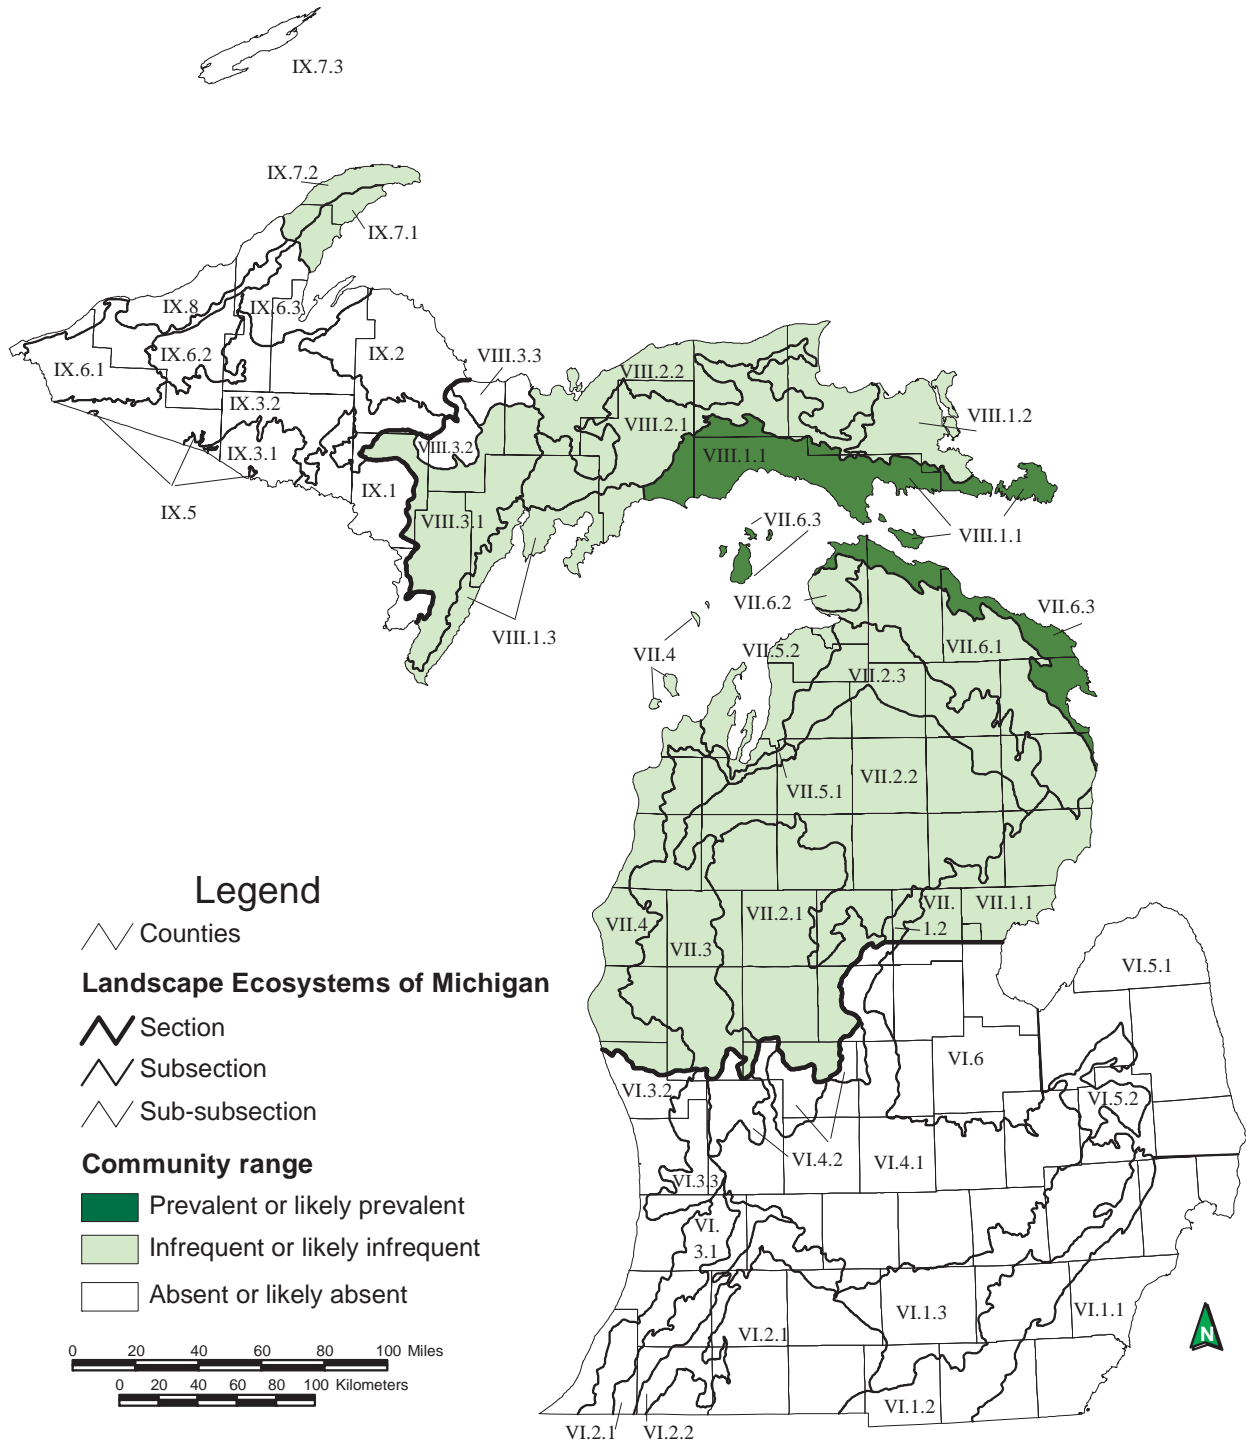 IX.7.3
IX.7.2
IX.7.1
IX.8
IX.6.3
IX.6.2
IX.6.1
IX.2
VIII.3.3
IX.3.2
IX.3.1
VIII.3.2
IX.1
IX.5
VIII.2.2
VIII.2.1
VIII.1.2
VIII.1.1
VIII.3.1
VIII.1.1
VIII.1.3
VII.6.3
VII.6.2
VII.6.3
VII.6.1
VII.4
VII.5.2
VII.2.3
VII.2.2
VII.5.1
VII.4
VII.3
VII.2.1
VII.
1.2
VII.1.1
VI.5.1
VI.6
VI.3.2
VI.5.2
VI.4.2
VI.4.1
VI.3.3
VI.
3.1
VI.1.3
VI.1.1
VI.2.1
VI.1.2
VI.2.1
VI.2.2
Legend
Counties
Landscape Ecosystems of Michigan
Section
Subsection
Sub-subsection
Community range
Prevalent or likely prevalent
Infrequent or likely infrequent
Absent or likely absent
0 20 40 60 80 100 Miles
0 20 40 60 80 100 Kilometers
N